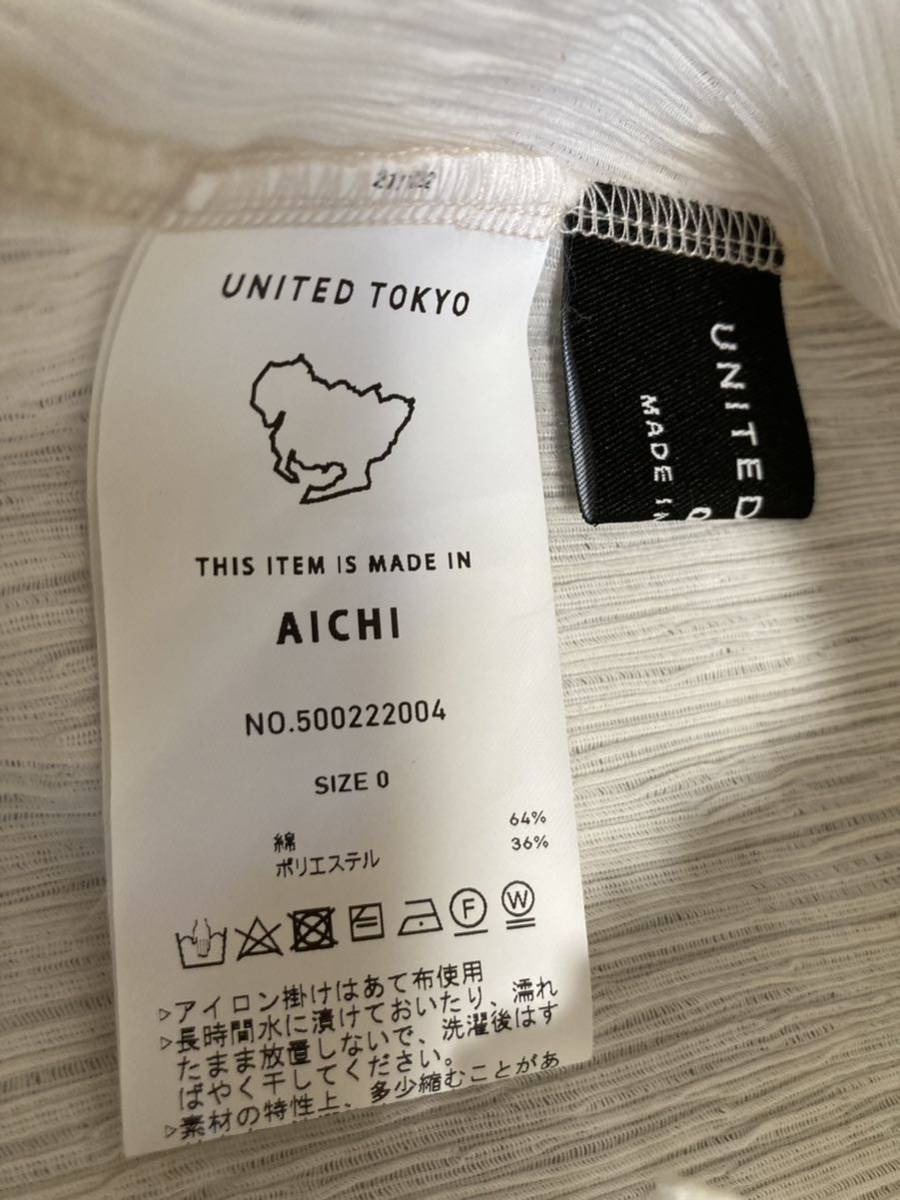 UNITED TOKYO
THIS ITEM IS MADE IN
AICHI
NO.500222004
SIZE 0
綿 64%
ポリエステル 36%
F W
▷アイロン掛けはあて布使用
▷長時間水に漬けておいたり、濡れ
たまま放置しないで、洗濯後はす
ばやく干してください。
▷素材の特性上、多少縮むことがあ
UNITED
MADE IN